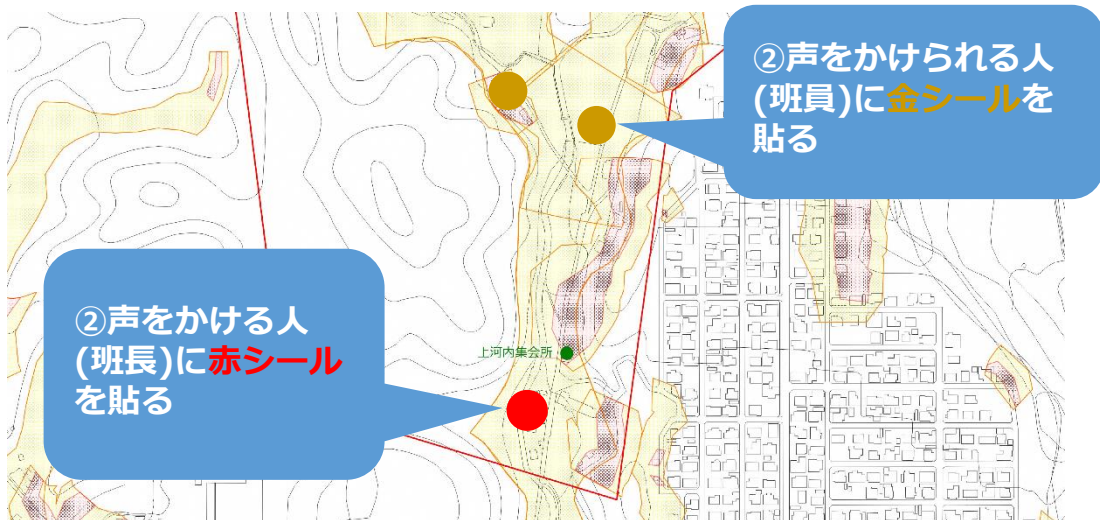 ②声をかけられる人
(班員)に金シールを
貼る
②声をかける人
(班長)に赤シール
を貼る
上河内集会所